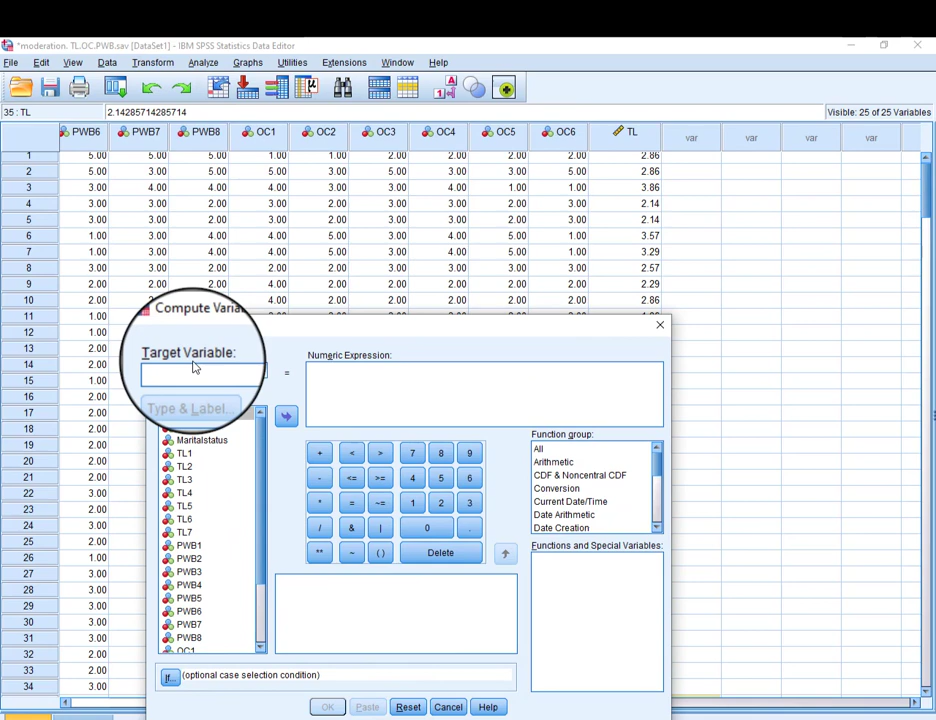 *moderation. TL.OC.PWB.sav [DataSet1] - IBM SPSS Statistics Data Editor
File Edit View Data Transform Analyze Graphs Utilities Extensions Window Help
35 : TL 2.14285714285714 Visible: 25 of 25 Variables
PWB6 PWB7 PWB8 OC1 OC2 OC3 OC4 OC5 OC6 TL var var var var
1 5.00 5.00 5.00 1.00 1.00 2.00 2.00 2.00 2.00 2.86
2 5.00 3.00 5.00 5.00 3.00 5.00 3.00 5.00 3.00 2.86
3 3.00 4.00 4.00 4.00 3.00 3.00 4.00 1.00 1.00 3.86
4 3.00 3.00 2.00 3.00 3.00 2.00 3.00 2.00 3.00 2.14
5 3.00 3.00 2.00 3.00 3.00 2.00 3.00 2.00 3.00 2.14
6 1.00 3.00 4.00 4.00 5.00 3.00 4.00 5.00 1.00 3.57
7 1.00 3.00 4.00 4.00 5.00 3.00 4.00 5.00 1.00 3.29
8 3.00 3.00 2.00 2.00 3.00 3.00 3.00 3.00 3.00 2.57
9 2.00 2.00 2.00 4.00 2.00 2.00 2.00 2.00 2.00 2.29
10 2.00 4.00 2.00 2.00 2.00 2.00 2.00 2.86
11 1.00
12 1.00
13 2.00
14 2.00
15 1.00
16 2.00
17 2.00
18 2.00
19 2.00
20 2.00
21 2.00
22 3.00
23 2.00
24 2.00
25 2.00
26 1.00
27 3.00
28 3.00
29 3.00
30 3.00
31 3.00
32 2.00
33 2.00
34 3.00
Compute Varia
Target Variable:
=
Numeric Expression:
Type & Label...
Maritalstatus
TL1
TL2
TL3
TL4
TL5
TL6
TL7
PWB1
PWB2
PWB3
PWB4
PWB5
PWB6
PWB7
PWB8
OC1
+ < > 7 8 9
- <= >= 4 5 6
* = ~= 1 2 3
/ & | 0 .
** ~ ( ) Delete
Function group:
All
Arithmetic
CDF & Noncentral CDF
Conversion
Current Date/Time
Date Arithmetic
Date Creation
Functions and Special Variables:
If... (optional case selection condition)
OK Paste Reset Cancel Help